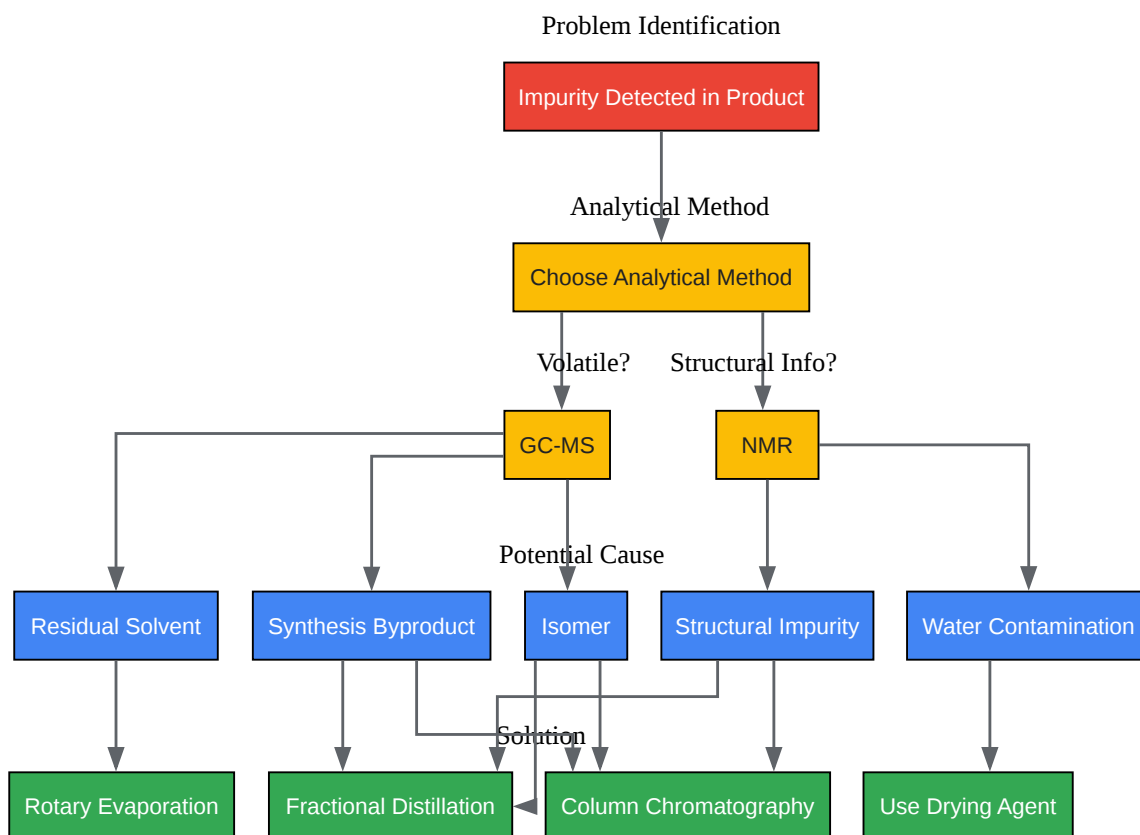 Problem Identification
Impurity Detected in Product
Analytical Method
Choose Analytical Method
Volatile?
Structural Info?
GC-MS
NMR
Potential Cause
Residual Solvent
Synthesis Byproduct
Isomer
Structural Impurity
Water Contamination
Solution
Rotary Evaporation
Fractional Distillation
Column Chromatography
Use Drying Agent